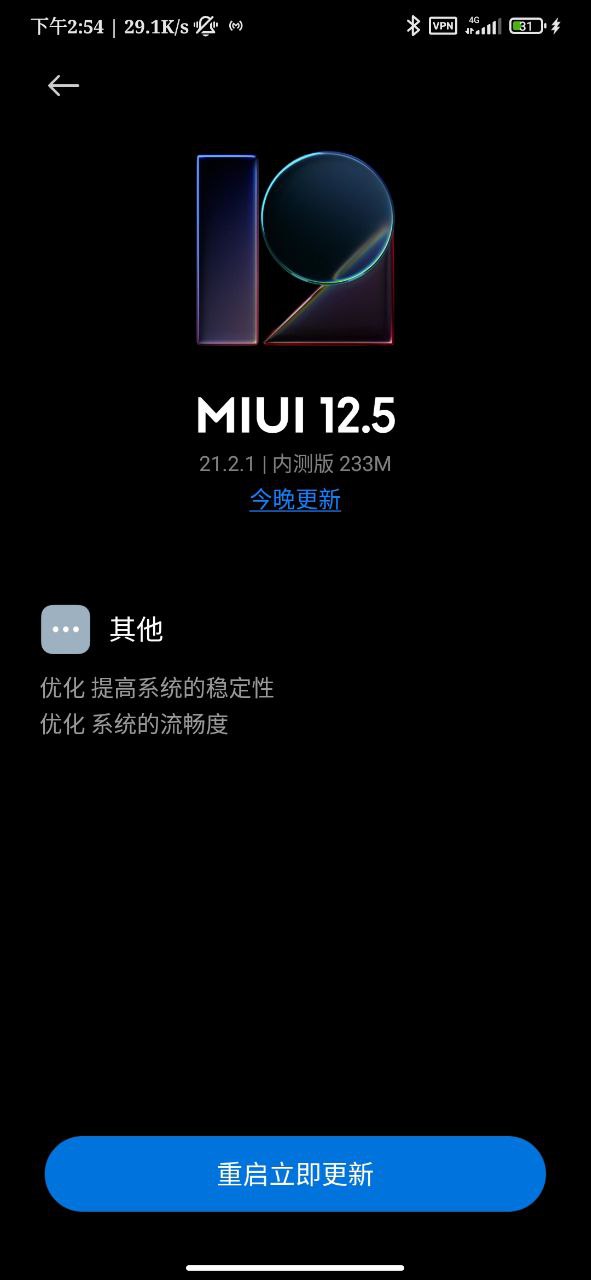 下午2:54 | 29.1K/s VPN 4G 31
12
MIUI 12.5
21.2.1 | 内测版 233M
今晚更新
其他
优化 提高系统的稳定性
优化 系统的流畅度
重启立即更新